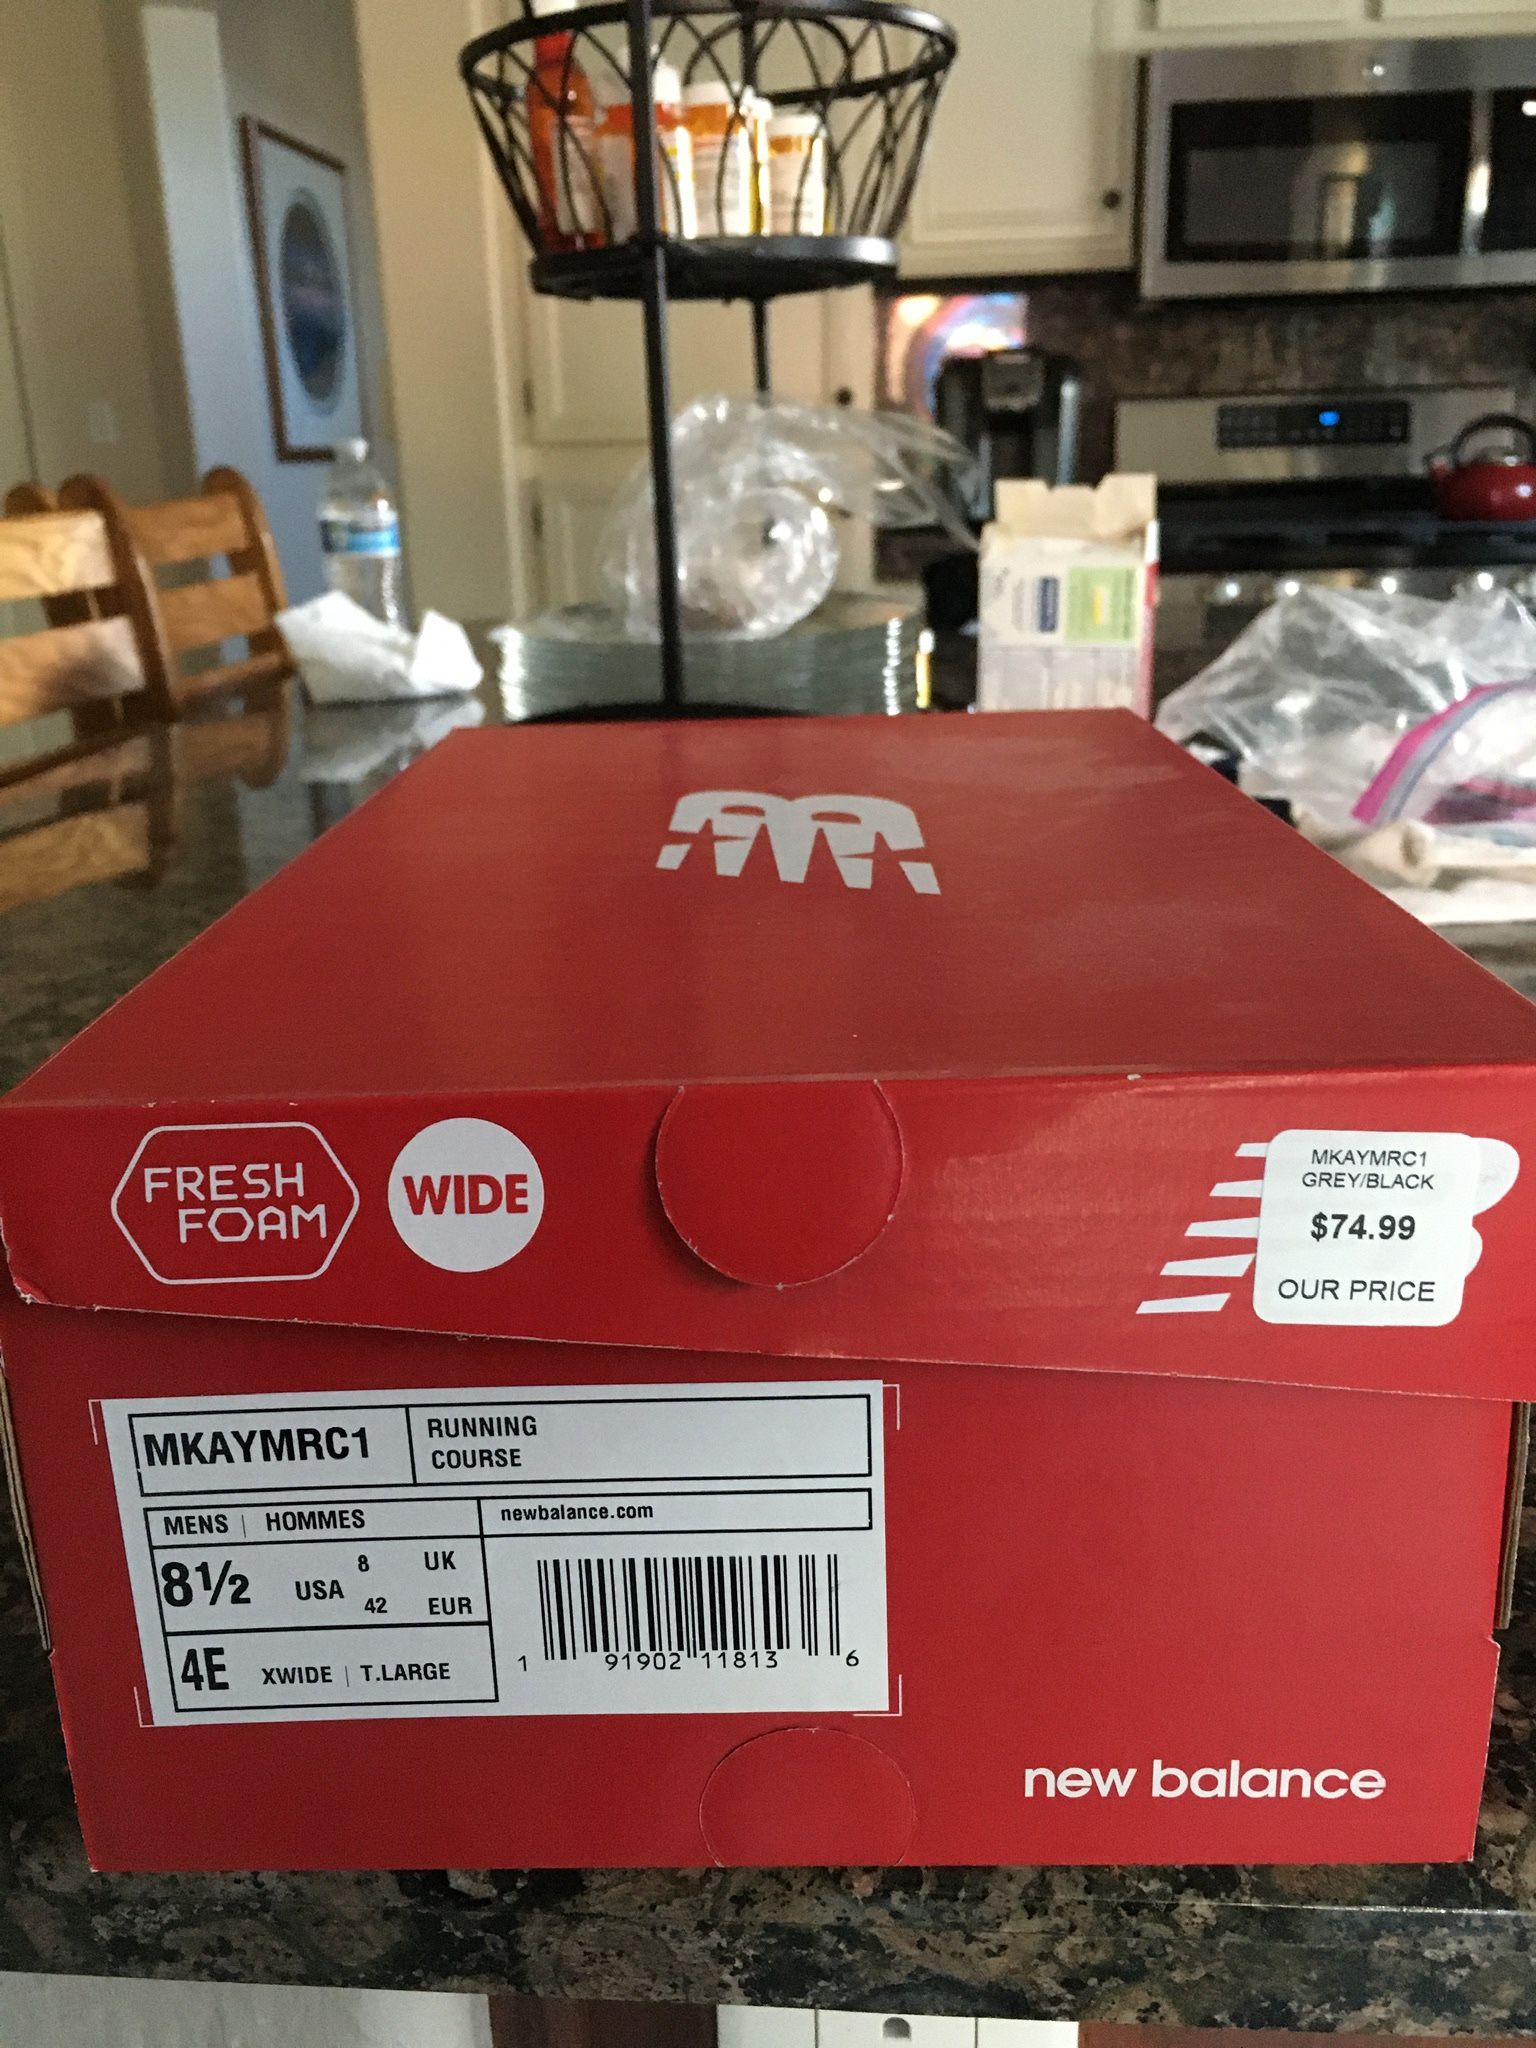 FRESH
FOAM
WIDE
MKAYMRC1
GREY/BLACK
$74.99
OUR PRICE
MKAYMRC1
RUNNING
COURSE
MENS | HOMMES
newbalance.com
8½ USA 8 UK
42 EUR
4E XWIDE | T.LARGE
1 91902 11813 6
new balance